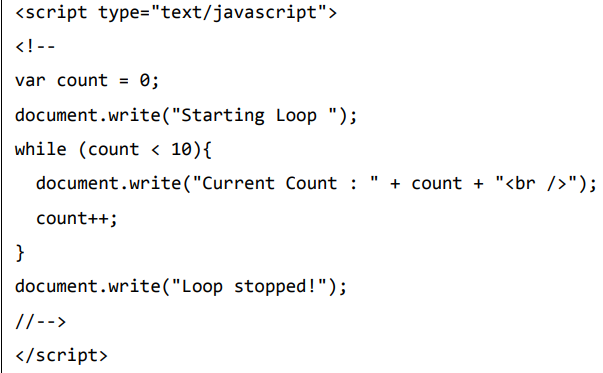 <script type="text/javascript">
<!--
var count = 0;
document.write("Starting Loop ");
while (count < 10){
  document.write("Current Count : " + count + "<br />");
  count++;
}
document.write("Loop stopped!");
//-->
</script>